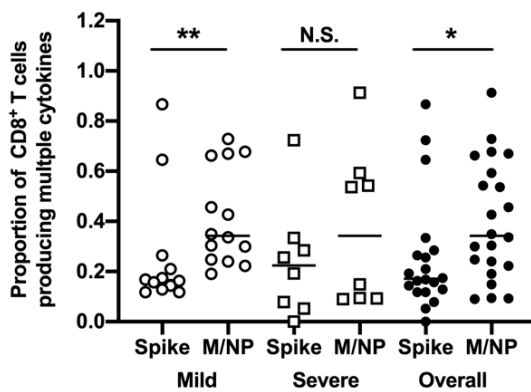 Proportion of CD8+ T cells
producing multple cytokines
1.2
1.0
0.8
0.6
0.4
0.2
0.0
** N.S. *
Spike M/NP Spike M/NP Spike M/NP
Mild Severe Overall